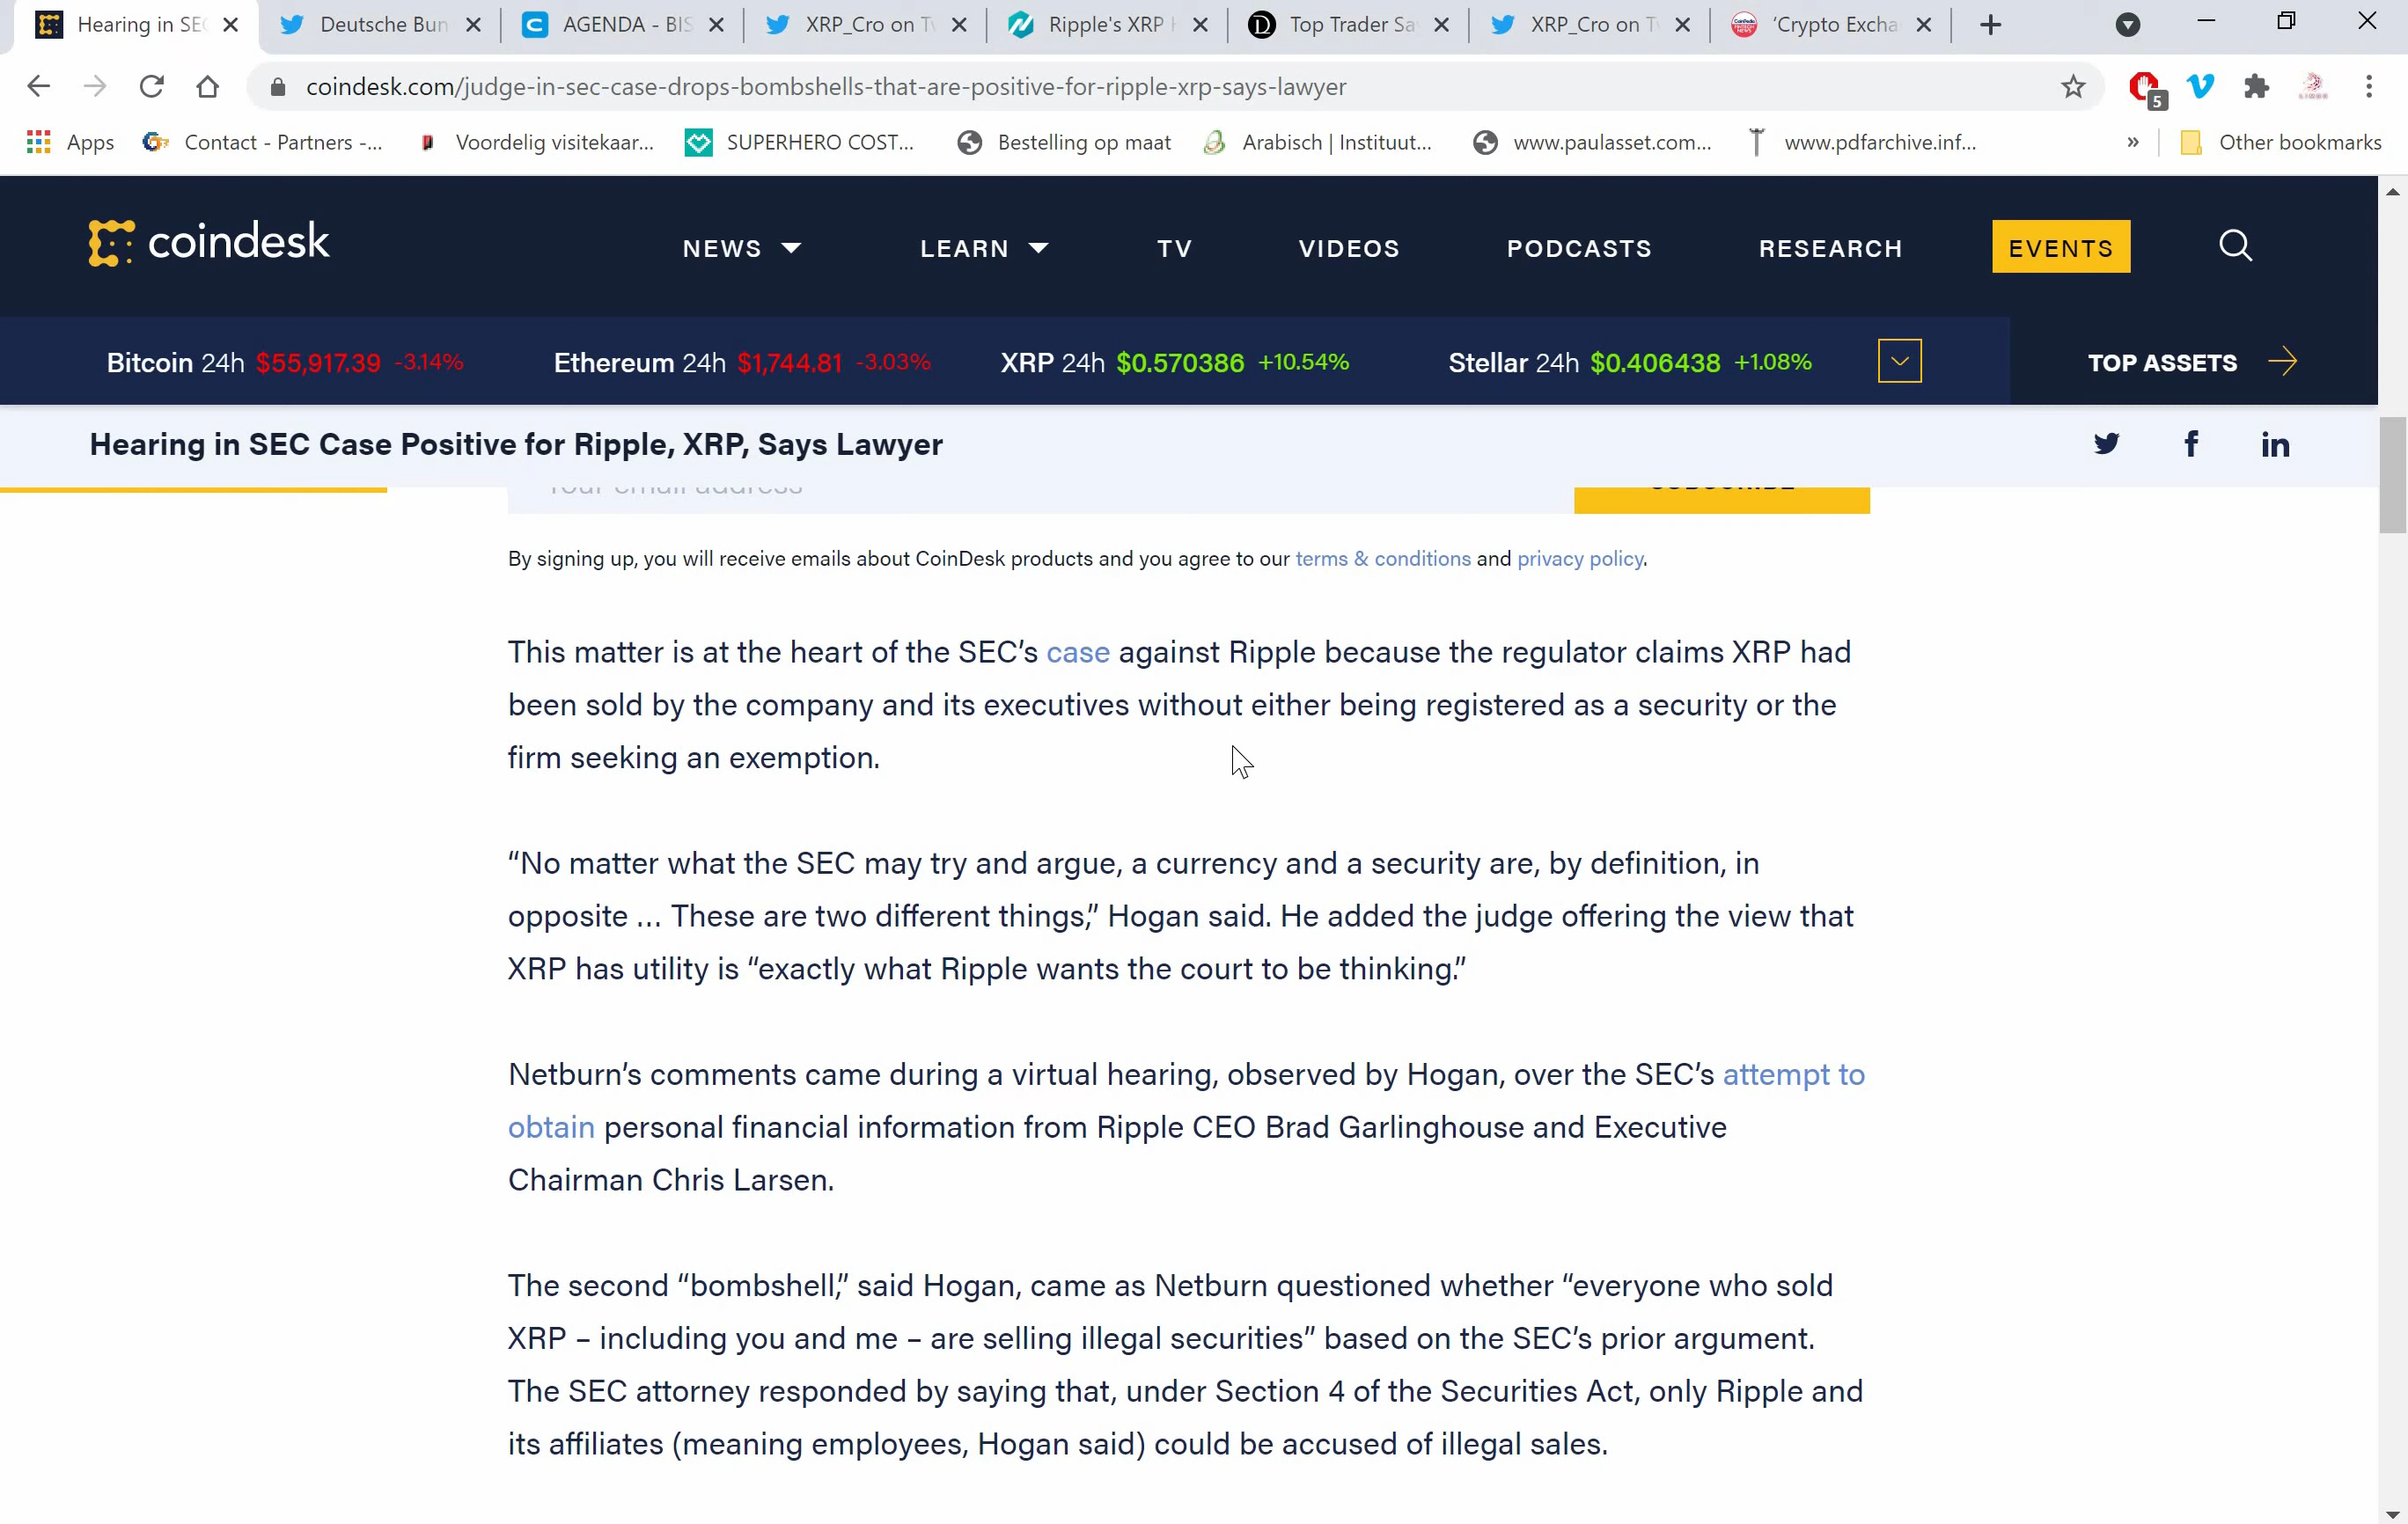 Hearing in SEC
Deutsche Bun
AGENDA - BIS
XRP_Cro on Tw
Ripple's XRP H
Top Trader Sa
XRP_Cro on Tw
‘Crypto Excha
coindesk.com/judge-in-sec-case-drops-bombshells-that-are-positive-for-ripple-xrp-says-lawyer
5
Apps
Contact - Partners -...
Voordelig visitekaar...
SUPERHERO COST...
Bestelling op maat
Arabisch | Instituut...
www.paulasset.com...
www.pdfarchive.inf...
»
Other bookmarks
coindesk
NEWS
LEARN
TV
VIDEOS
PODCASTS
RESEARCH
EVENTS
Bitcoin 24h $55,917.39 -3.14%
Ethereum 24h $1,744.81 -3.03%
XRP 24h $0.570386 +10.54%
Stellar 24h $0.406438 +1.08%
TOP ASSETS
Hearing in SEC Case Positive for Ripple, XRP, Says Lawyer
Your email address
SUBSCRIBE
By signing up, you will receive emails about CoinDesk products and you agree to our terms & conditions and privacy policy.
This matter is at the heart of the SEC’s case against Ripple because the regulator claims XRP had
been sold by the company and its executives without either being registered as a security or the
firm seeking an exemption.
“No matter what the SEC may try and argue, a currency and a security are, by definition, in
opposite ... These are two different things,” Hogan said. He added the judge offering the view that
XRP has utility is “exactly what Ripple wants the court to be thinking.”
Netburn’s comments came during a virtual hearing, observed by Hogan, over the SEC’s attempt to
obtain personal financial information from Ripple CEO Brad Garlinghouse and Executive
Chairman Chris Larsen.
The second “bombshell,” said Hogan, came as Netburn questioned whether “everyone who sold
XRP – including you and me – are selling illegal securities” based on the SEC’s prior argument.
The SEC attorney responded by saying that, under Section 4 of the Securities Act, only Ripple and
its affiliates (meaning employees, Hogan said) could be accused of illegal sales.